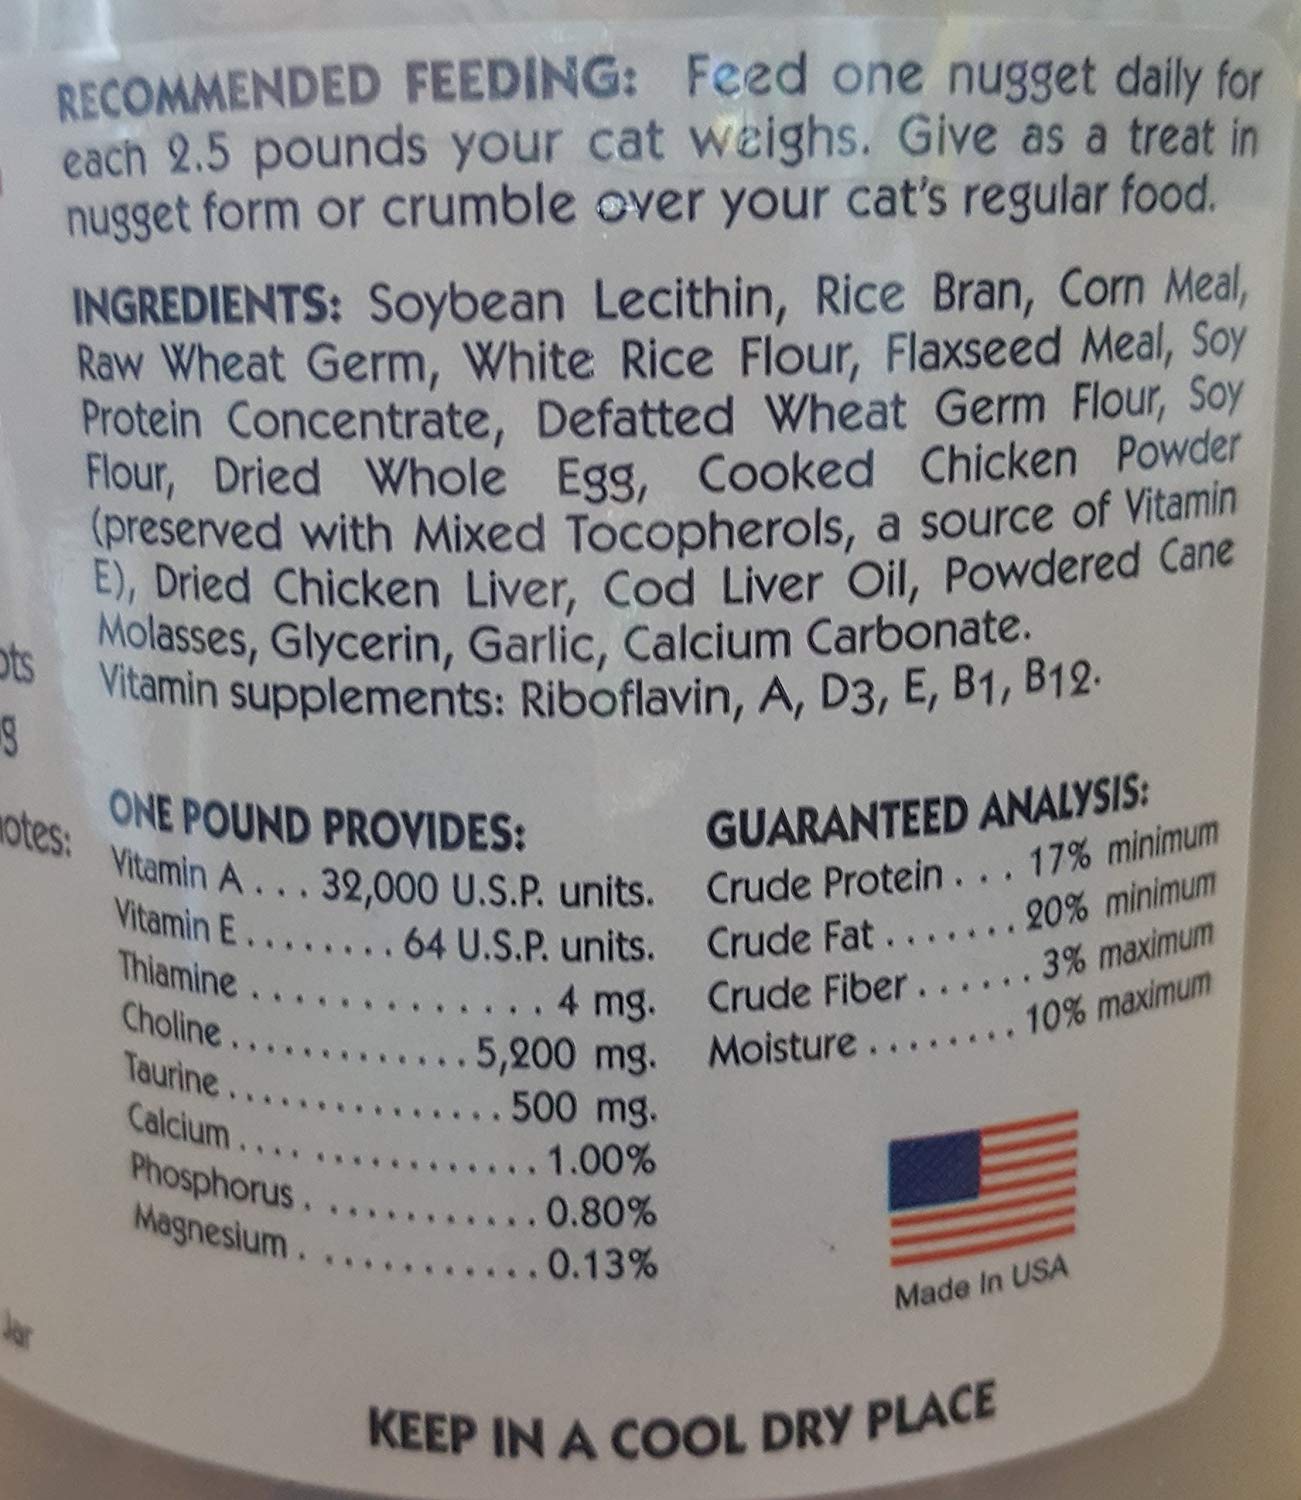 RECOMMENDED FEEDING: Feed one nugget daily for
each 2.5 pounds your cat weighs. Give as a treat in
nugget form or crumble over your cat's regular food.
INGREDIENTS: Soybean Lecithin, Rice Bran, Corn Meal,
Raw Wheat Germ, White Rice Flour, Flaxseed Meal, Soy
Protein Concentrate, Defatted Wheat Germ Flour, Soy
Flour, Dried Whole Egg, Cooked Chicken Powder
(preserved with Mixed Tocopherols, a source of Vitamin
E), Dried Chicken Liver, Cod Liver Oil, Powdered Cane
Molasses, Glycerin, Garlic, Calcium Carbonate.
Vitamin supplements: Riboflavin, A, D3, E, B1, B12.
ONE POUND PROVIDES:
Vitamin A . . . 32,000 U.S.P. units.
Vitamin E . . . . . . . . 64 U.S.P. units.
Thiamine . . . . . . . . . . . . . 4 mg.
Choline . . . . . . . . . . . . . 5,200 mg.
Taurine . . . . . . . . . . . . . . . 500 mg.
Calcium . . . . . . . . . . . . . . . 1.00%
Phosphorus . . . . . . . . . . . . 0.80%
Magnesium . . . . . . . . . . . . 0.13%
GUARANTEED ANALYSIS:
Crude Protein . . . 17% minimum
Crude Fat . . . . . . . 20% minimum
Crude Fiber . . . . . . 3% maximum
Moisture . . . . . . . . 10% maximum
Made In USA
KEEP IN A COOL DRY PLACE
Jar